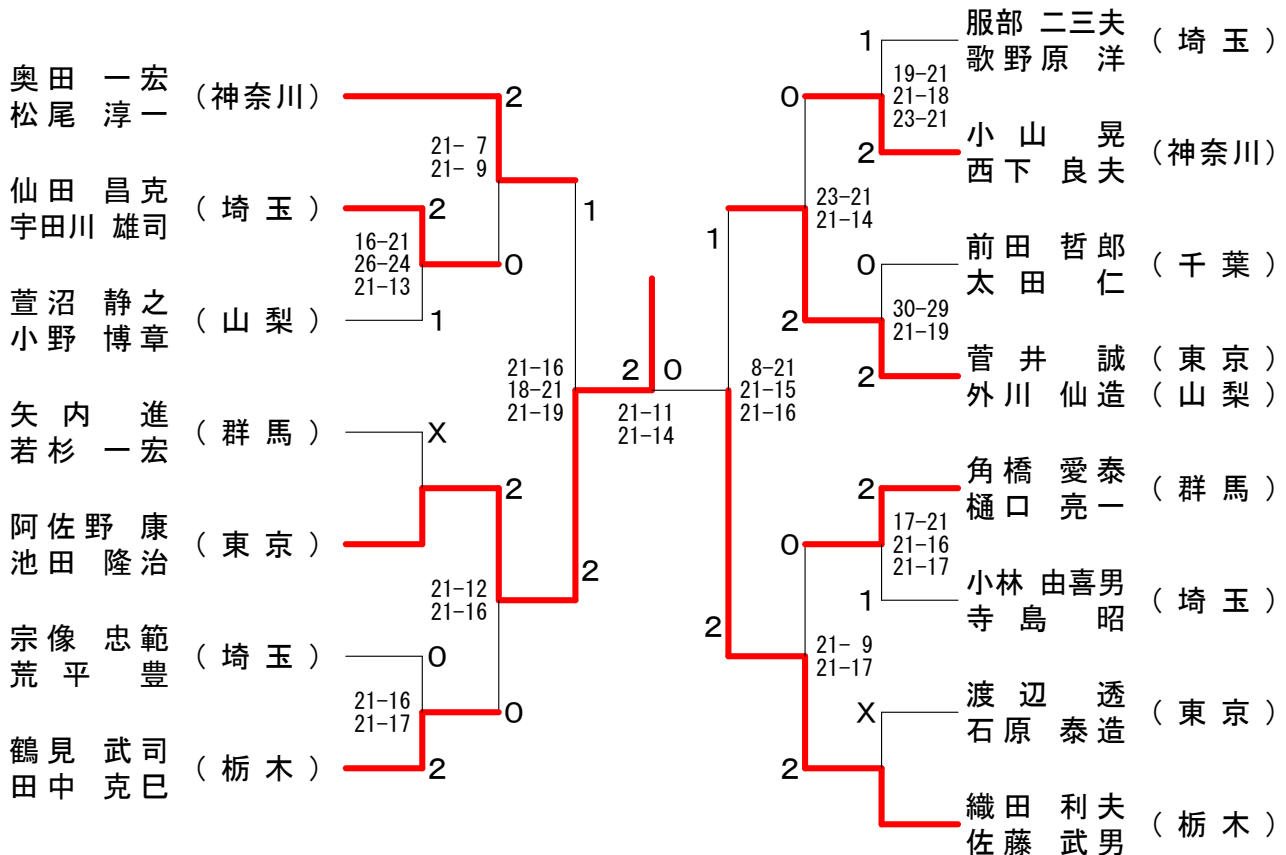 奥田 一宏
松尾 淳一
(神奈川)
2
21- 7
21- 9
仙田 昌克
宇田川 雄司
(埼玉)
2
16-21
26-24
21-13
0
萱沼 静之
小野 博章
(山梨)
1
1
矢内 進
若杉 一宏
(群馬)
X
2
阿佐野 康
池田 隆治
(東京)
21-12
21-16
宗像 忠範
荒平 豊
(埼玉)
0
21-16
21-17
0
鶴見 武司
田中 克巳
(栃木)
2
21-16
18-21
21-19
2
2
0
21-11
21-14
服部 二三夫
歌野原 洋
(埼玉)
1
19-21
21-18
23-21
0
小山 晃
西下 良夫
(神奈川)
2
23-21
21-14
1
前田 哲郎
太田 仁
(千葉)
0
30-29
21-19
2
菅井 誠
(東京)
外川 仙造
(山梨)
2
8-21
21-15
21-16
角橋 愛泰
樋口 亮一
(群馬)
2
17-21
21-16
21-17
0
小林 由喜男
寺島 昭
(埼玉)
1
2
21- 9
21-17
渡辺 透
石原 泰造
(東京)
X
2
織田 利夫
佐藤 武男
(栃木)